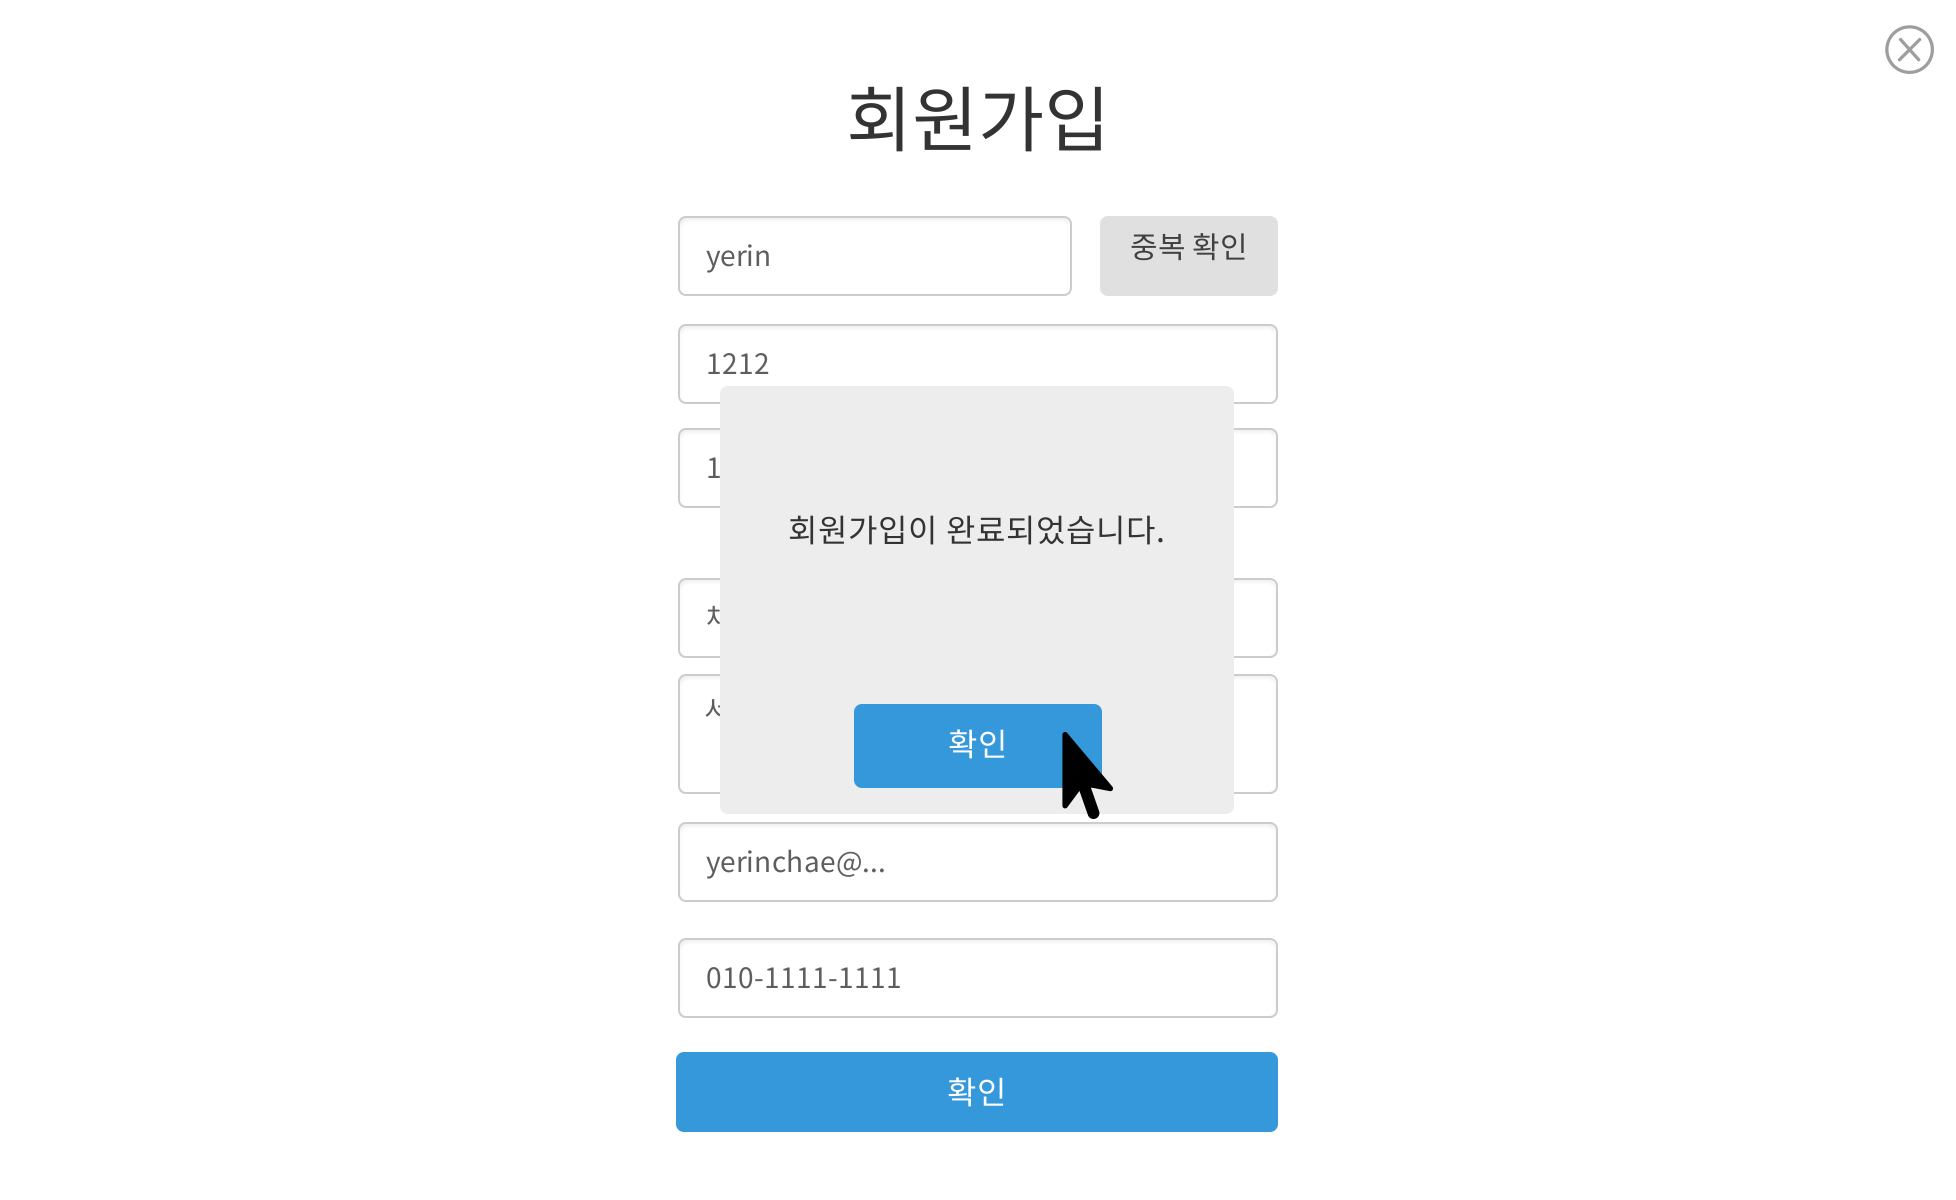 회원가입
yerin
중복 확인
1212
1
회원가입이 완료되었습니다.
확인
yerinchae@...
010-1111-1111
확인